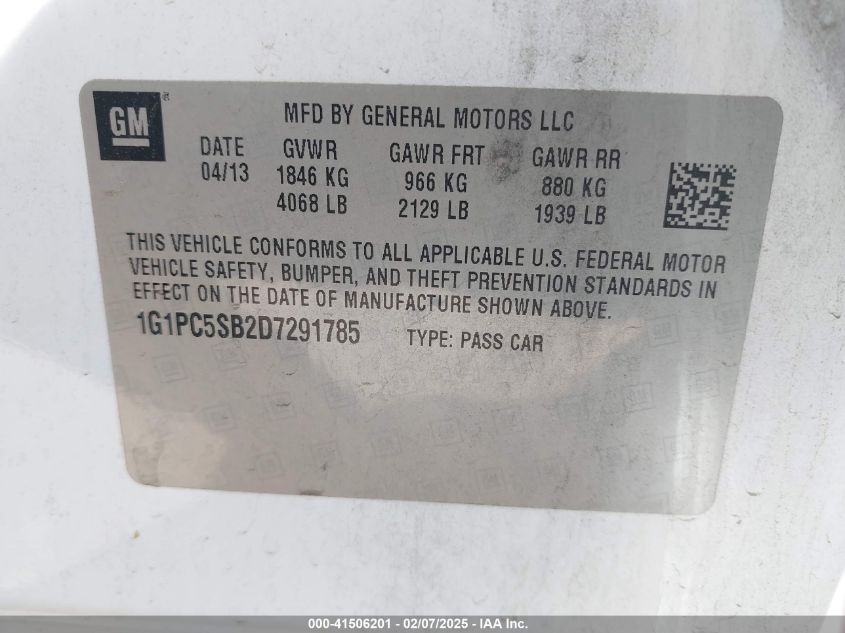 GM
MFD BY GENERAL MOTORS LLC
DATE GVWR GAWR FRT GAWR RR
04/13 1846 KG 966 KG 880 KG
4068 LB 2129 LB 1939 LB
THIS VEHICLE CONFORMS TO ALL APPLICABLE U.S. FEDERAL MOTOR
VEHICLE SAFETY, BUMPER, AND THEFT PREVENTION STANDARDS IN
EFFECT ON THE DATE OF MANUFACTURE SHOWN ABOVE.
1G1PC5SB2D7291785 TYPE: PASS CAR
000-41506201 - 02/07/2025 - IAA Inc.